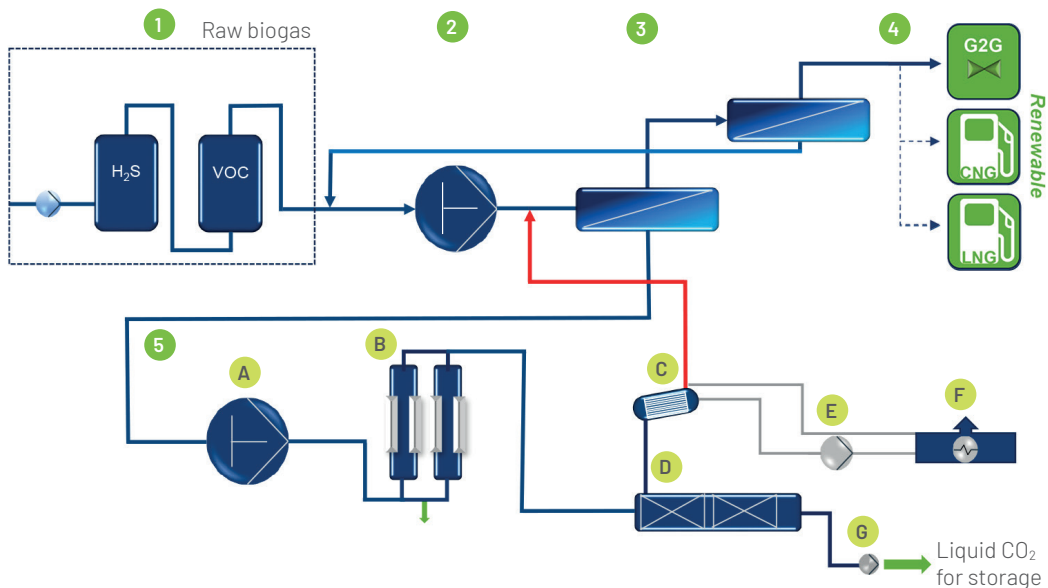 1
Raw biogas
2
3
4
G2G
H₂S
VOC
CNG
Renewable
LNG
5
A
B
C
E
F
D
G
Liquid CO₂
for storage